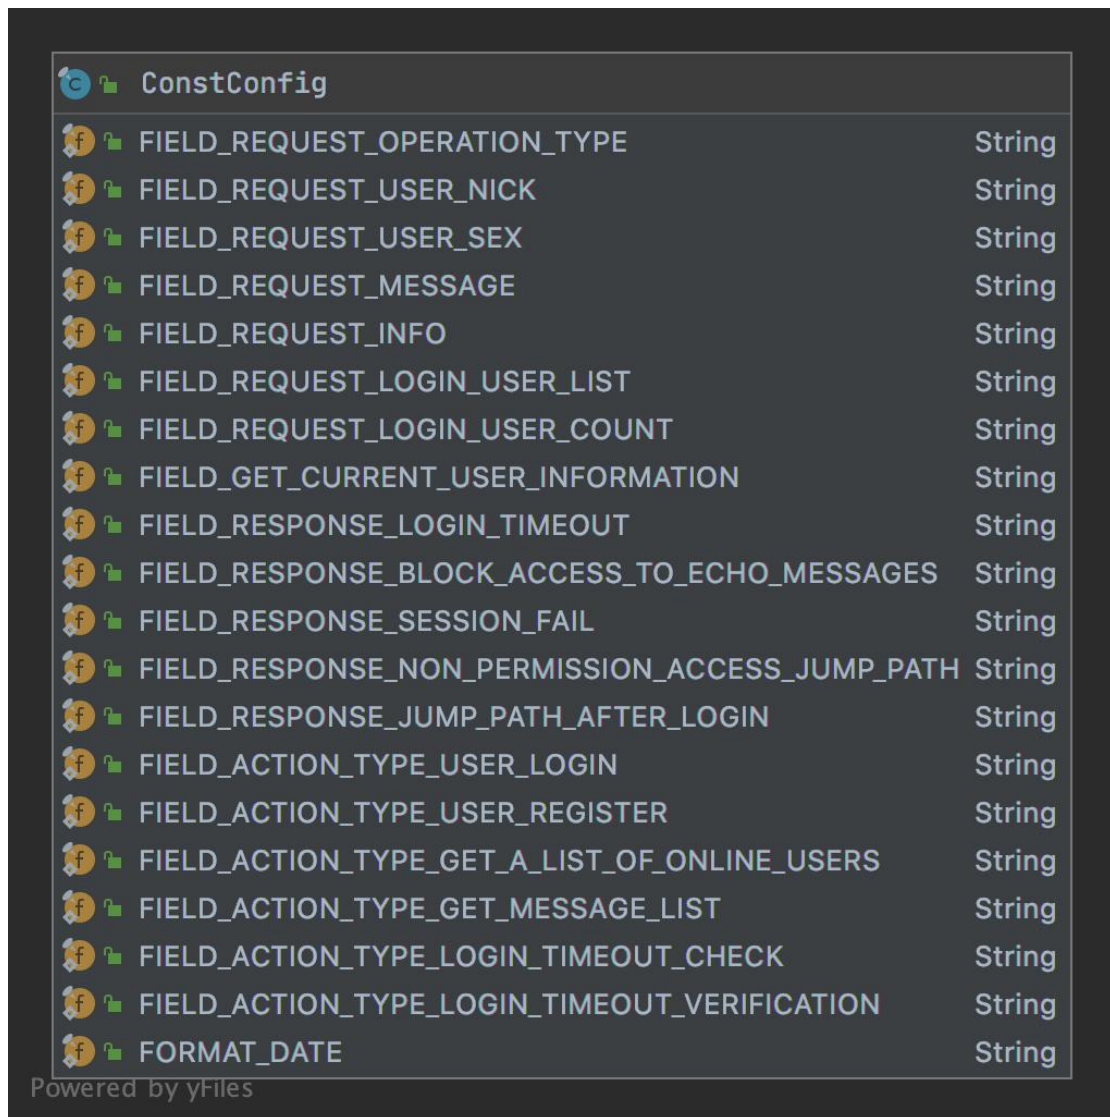 ConstConfig
FIELD_REQUEST_OPERATION_TYPE String
FIELD_REQUEST_USER_NICK String
FIELD_REQUEST_USER_SEX String
FIELD_REQUEST_MESSAGE String
FIELD_REQUEST_INFO String
FIELD_REQUEST_LOGIN_USER_LIST String
FIELD_REQUEST_LOGIN_USER_COUNT String
FIELD_GET_CURRENT_USER_INFORMATION String
FIELD_RESPONSE_LOGIN_TIMEOUT String
FIELD_RESPONSE_BLOCK_ACCESS_TO_ECHO_MESSAGES String
FIELD_RESPONSE_SESSION_FAIL String
FIELD_RESPONSE_NON_PERMISSION_ACCESS_JUMP_PATH String
FIELD_RESPONSE_JUMP_PATH_AFTER_LOGIN String
FIELD_ACTION_TYPE_USER_LOGIN String
FIELD_ACTION_TYPE_USER_REGISTER String
FIELD_ACTION_TYPE_GET_A_LIST_OF_ONLINE_USERS String
FIELD_ACTION_TYPE_GET_MESSAGE_LIST String
FIELD_ACTION_TYPE_LOGIN_TIMEOUT_CHECK String
FIELD_ACTION_TYPE_LOGIN_TIMEOUT_VERIFICATION String
FORMAT_DATE String
Powered by yFiles